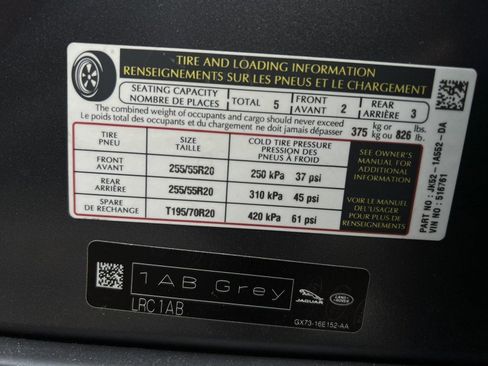 TIRE AND LOADING INFORMATION
RENSEIGNEMENTS SUR LES PNEUS ET LE CHARGEMENT
SEATING CAPACITY
NOMBRE DE PLACES
TOTAL 5
FRONT
AVANT 2
REAR
ARRIÈRE 3
The combined weight of occupants and cargo should never exceed
Le poids total des occupants et du chargement ne doit jamais dépasser
375 kg or 826 lbs.
kg ou lb.
TIRE
PNEU
SIZE
TAILLE
COLD TIRE PRESSURE
PRESSION DES
PNEUS À FROID
SEE OWNER'S
MANUAL FOR
ADDITIONAL
INFORMATION
FRONT
AVANT
255/55R20
250 kPa 37 psi
REAR
ARRIÈRE
255/55R20
310 kPa 45 psi
VOIR LE MANUEL
DE L'USAGER
POUR PLUS DE
RENSEIGNEMENTS
SPARE
DE RECHANGE
T195/70R20
420 kPa 61 psi
PART NO : JK52 - 1A552 - DA
VIN NO : 516761
1AB Grey
LRC1AB
JAGUAR
LAND-
ROVER
GX73-16E152-AA